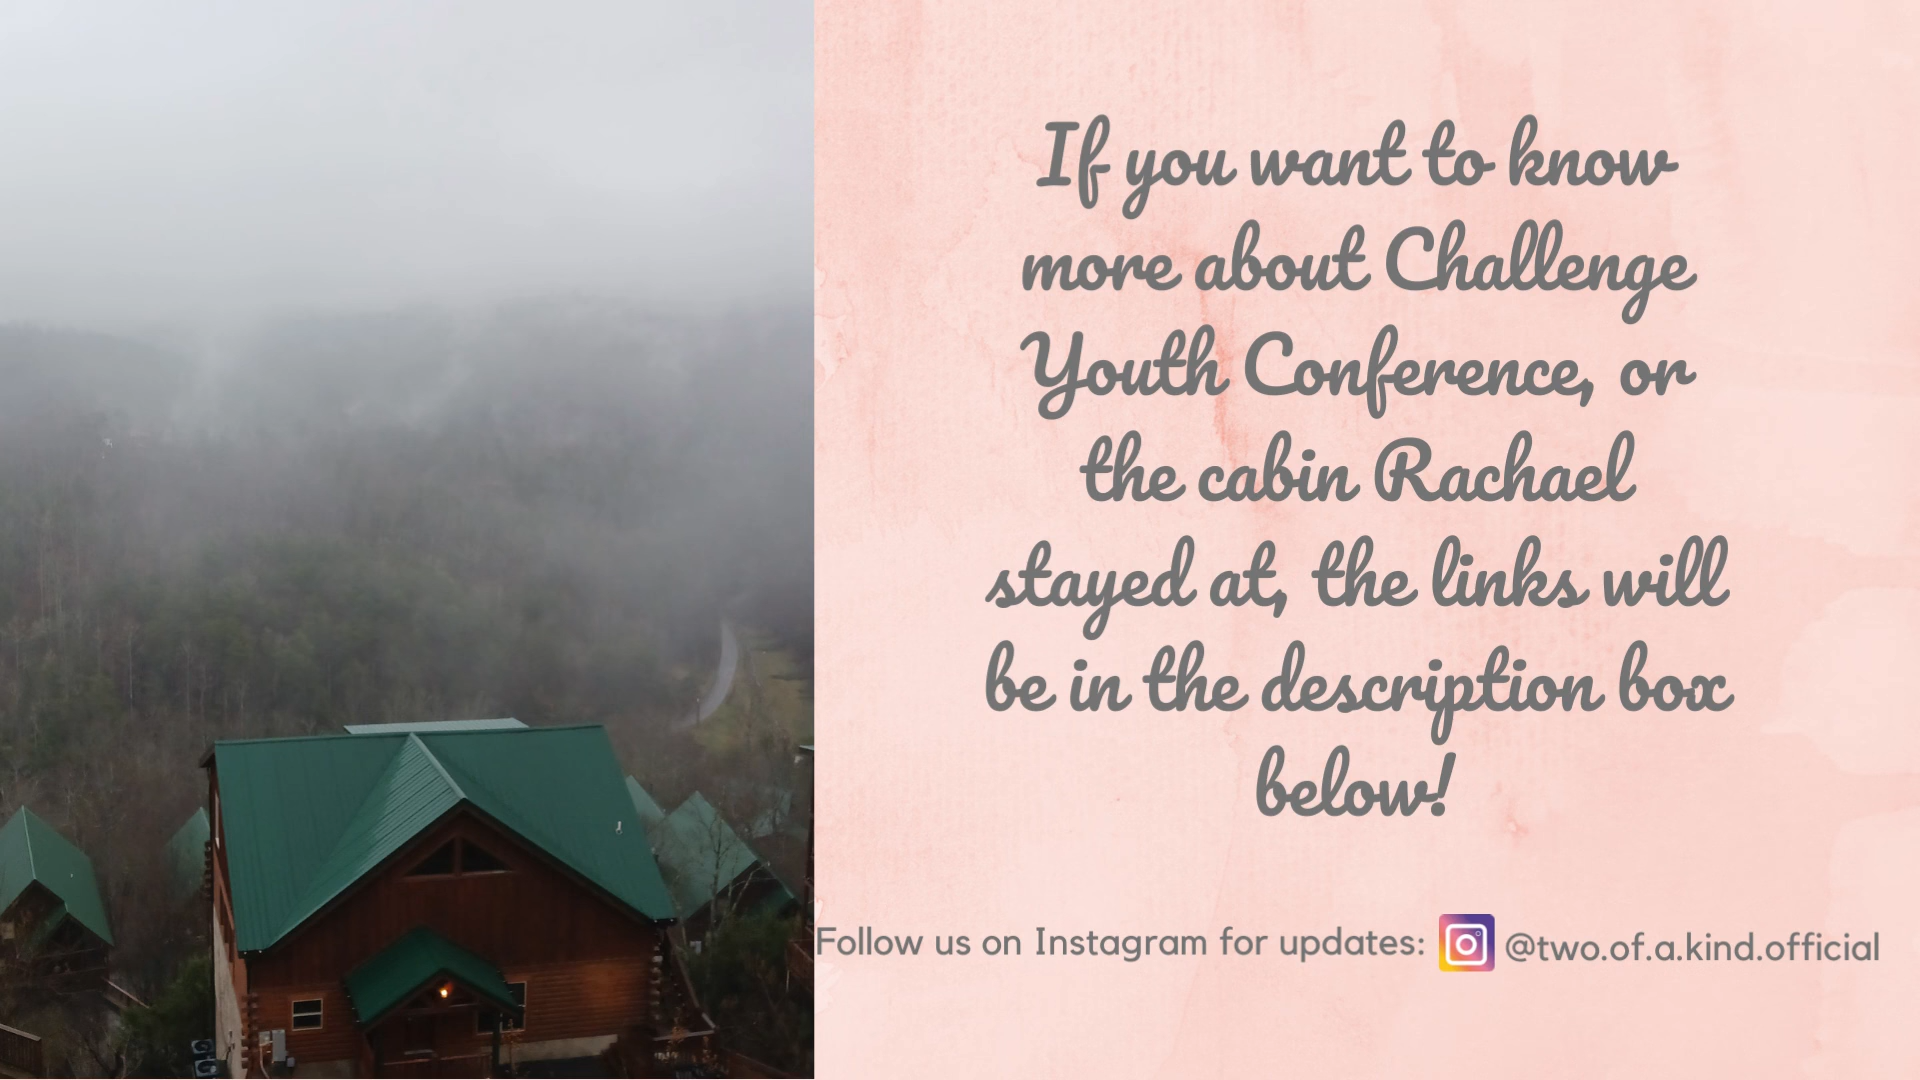 If you want to know
more about Challenge
Youth Conference, or
the cabin Rachael
stayed at, the links will
be in the description box
below!
Follow us on Instagram for updates: @two.of.a.kind.official